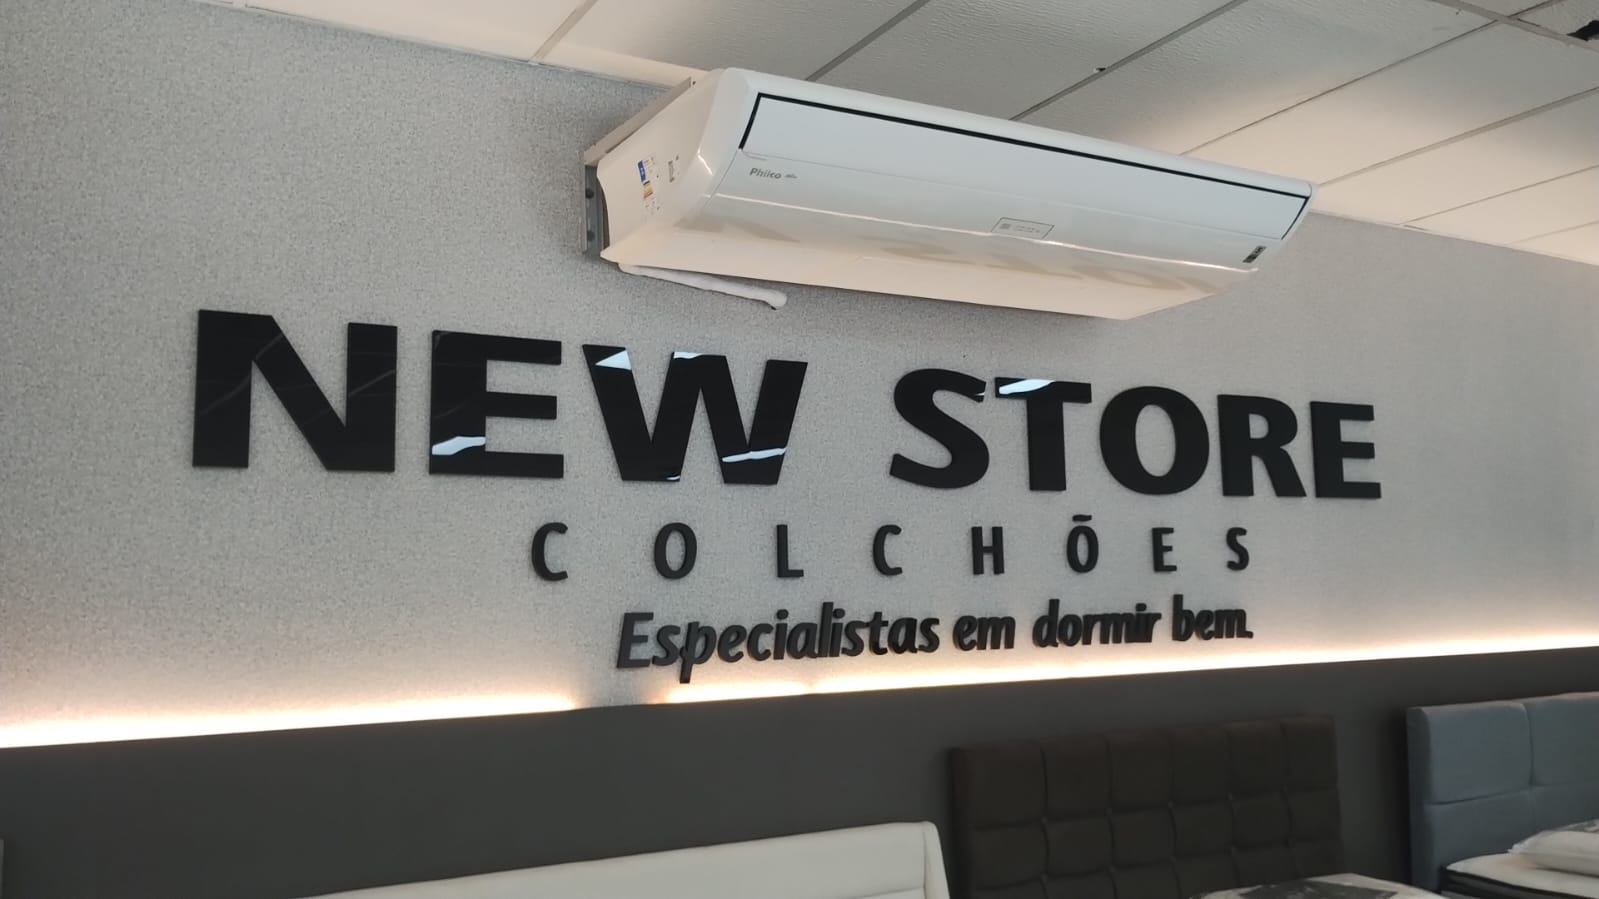 Philco
NEW STORE
COLCHÕES
Especialistas em dormir bem.